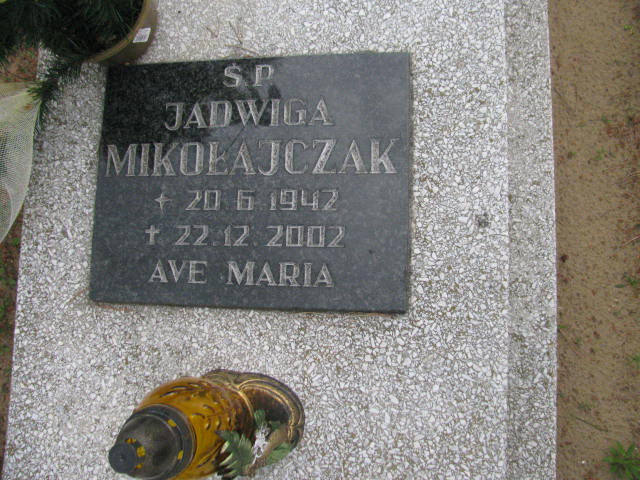 Ś P
JADWIGA
MIKOŁAJCZAK
+ 20.6 1942
† 22.12.2002
AVE MARIA